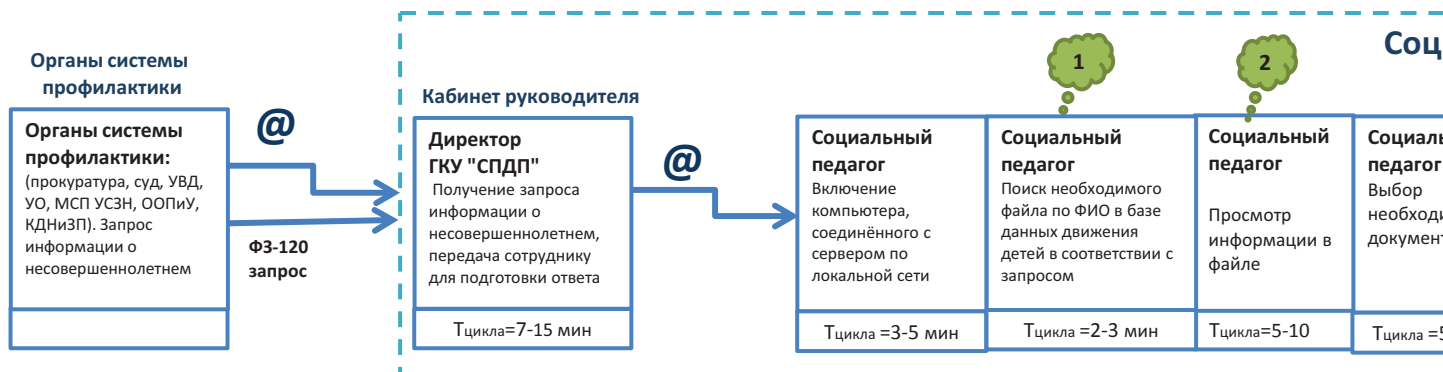 Соц
1
2
Органы системы
профилактики
Кабинет руководителя
Органы системы
профилактики:
(прокуратура, суд, УВД,
УО, МСП УСЗН, ООПиУ,
КДНиЗП). Запрос
информации о
несовершеннолетнем
@
ФЗ-120
запрос
Директор
ГКУ "СПДП"
Получение запроса
информации о
несовершеннолетнем,
передача сотруднику
для подготовки ответа
Тцикла=7-15 мин
@
Социальный
педагог
Включение
компьютера,
соединённого с
сервером по
локальной сети
Тцикла =3-5 мин
Социальный
педагог
Поиск необходимого
файла по ФИО в базе
данных движения
детей в соответствии с
запросом
Тцикла =2-3 мин
Социальный
педагог
Просмотр
информации в
файле
Тцикла=5-10
Социаль
педагог
Выбор
необходи
документ
Тцикла =5